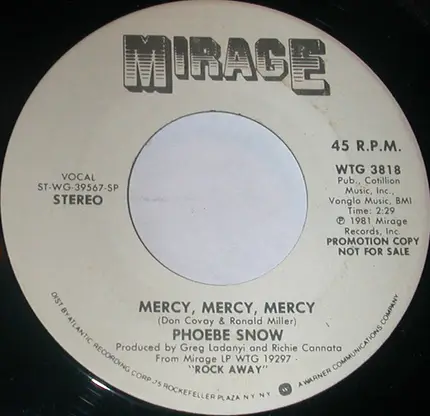 MIRAGE
45 R.P.M.
WTG 3818
Pub., Cotillion
Music, Inc.,
Vonglo Music, BMI
Time: 2:29
℗ 1981 Mirage
Records, Inc.
PROMOTION COPY
NOT FOR SALE
VOCAL
ST-WG-39567-SP
STEREO
MERCY, MERCY, MERCY
(Don Covay & Ronald Miller)
PHOEBE SNOW
Produced by Greg Ladanyi and Richie Cannata
From Mirage LP WTG 19297
"ROCK AWAY"
DIST BY ATLANTIC RECORDING CORP 75 ROCKEFELLER PLAZA NY NY W A WARNER COMMUNICATIONS COMPANY